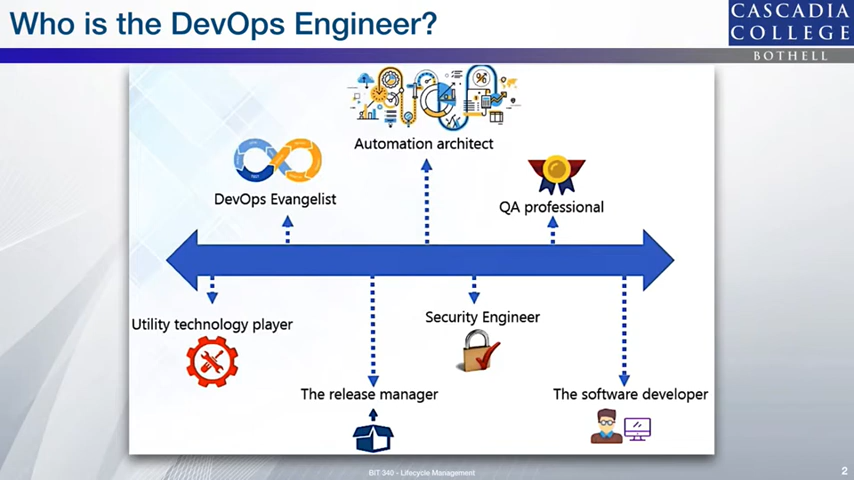 Who is the DevOps Engineer?
CASCADIA
COLLEGE
BOTHELL
Automation architect
DevOps Evangelist
QA professional
Utility technology player
Security Engineer
The release manager
The software developer
BIT 340 - Lifecycle Management
2